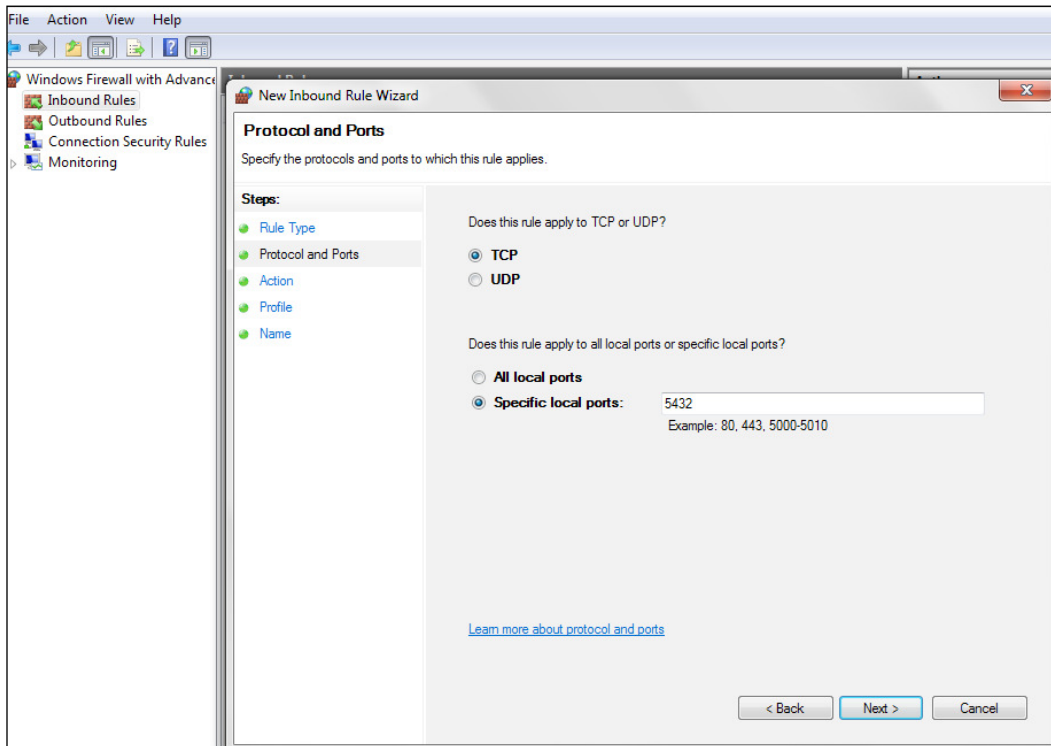 File Action View Help
Windows Firewall with Advance
Inbound Rules
Outbound Rules
Connection Security Rules
Monitoring
New Inbound Rule Wizard
Protocol and Ports
Specify the protocols and ports to which this rule applies.
Steps:
Rule Type
Protocol and Ports
Action
Profile
Name
Does this rule apply to TCP or UDP?
TCP
UDP
Does this rule apply to all local ports or specific local ports?
All local ports
Specific local ports: 5432
Example: 80, 443, 5000-5010
Learn more about protocol and ports
< Back Next > Cancel